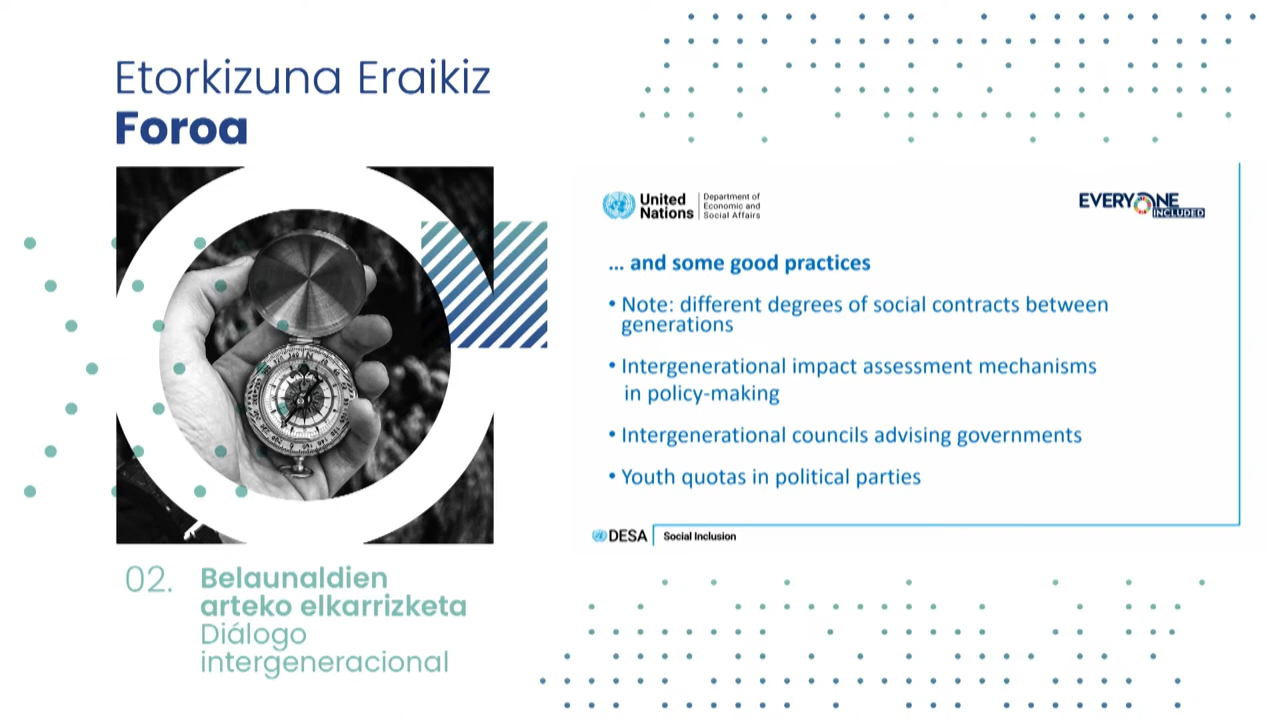 Etorkizuna Eraikiz
Foroa
United
Nations
Department of
Economic and
Social Affairs
EVERYONE
INCLUDED
... and some good practices
• Note: different degrees of social contracts between
generations
• Intergenerational impact assessment mechanisms
in policy-making
• Intergenerational councils advising governments
• Youth quotas in political parties
DESA
Social Inclusion
02.
Belaunaldien
arteko elkarrizketa
Diálogo
intergeneracional